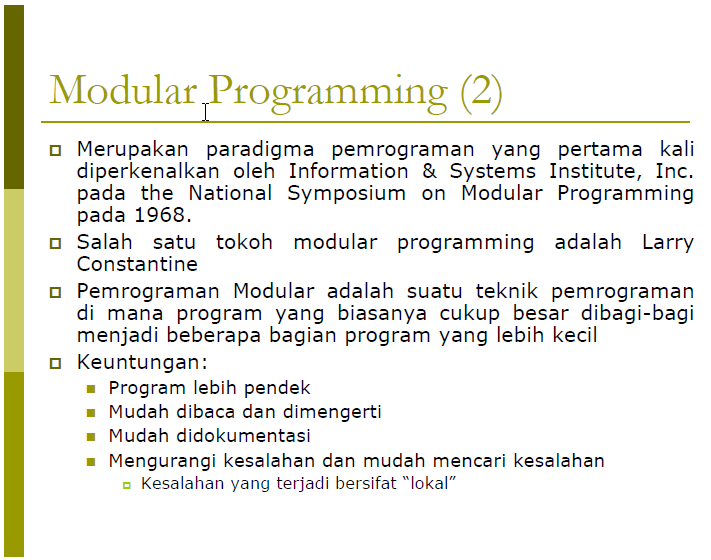 Modular Programming (2)
Merupakan paradigma pemrograman yang pertama kali
diperkenalkan oleh Information & Systems Institute, Inc.
pada the National Symposium on Modular Programming
pada 1968.
Salah satu tokoh modular programming adalah Larry
Constantine
Pemrograman Modular adalah suatu teknik pemrograman
di mana program yang biasanya cukup besar dibagi-bagi
menjadi beberapa bagian program yang lebih kecil
Keuntungan:
Program lebih pendek
Mudah dibaca dan dimengerti
Mudah didokumentasi
Mengurangi kesalahan dan mudah mencari kesalahan
Kesalahan yang terjadi bersifat “lokal”